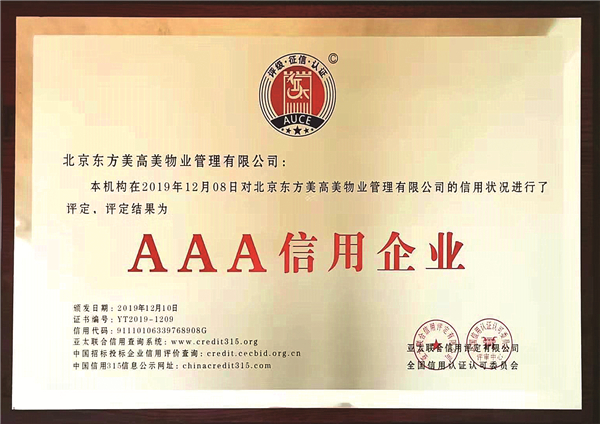 ©
评级·征信·认证
AUCE
北京东方美高美物业管理有限公司：
本机构在2019年12月08日对北京东方美高美物业管理有限公司的信用状况进行了
评定、评定结果为
AAA信用企业
颁发日期：2019年12月10日
证书编号：YT2019-1209
信用代码：91110106339768908G
亚太联合信用查询系统：www.credit315.org
中国招标投标企业信用评价查询：credit.cecbid.org.cn
中国信用315信息公示网址：chinacredit315.com
亚太联合信用评定有限公司
全国信用认证认可委员会
评审中心